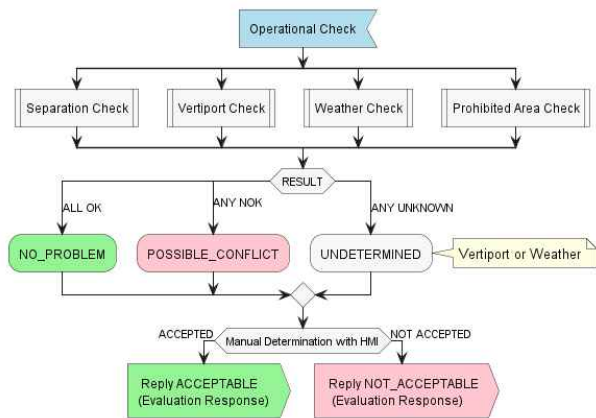 Operational Check
Separation Check
Vertiport Check
Weather Check
Prohibited Area Check
RESULT
ALL OK
ANY NOK
ANY UNKNOWN
NO_PROBLEM
POSSIBLE_CONFLICT
UNDETERMINED
Vertiport or Weather
ACCEPTED
Manual Determination with HMI
NOT ACCEPTED
Reply ACCEPTABLE
(Evaluation Response)
Reply NOT_ACCEPTABLE
(Evaluation Response)